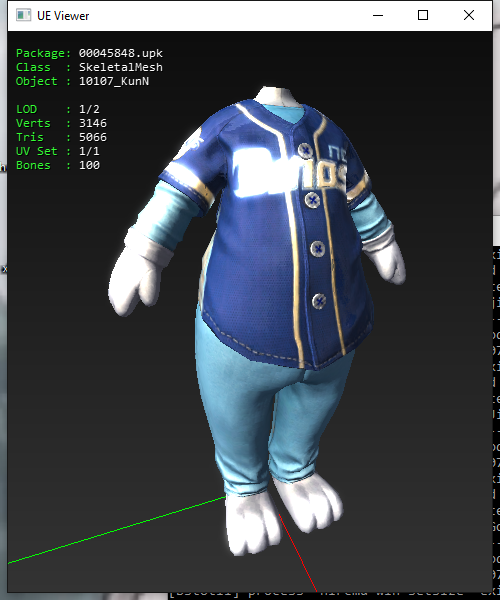 UE Viewer
Package: 00045848.upk
Class : SkeletalMesh
Object : 10107_KunN
LOD : 1/2
Verts : 3146
Tris : 5066
UV Set : 1/1
Bones : 100
NC